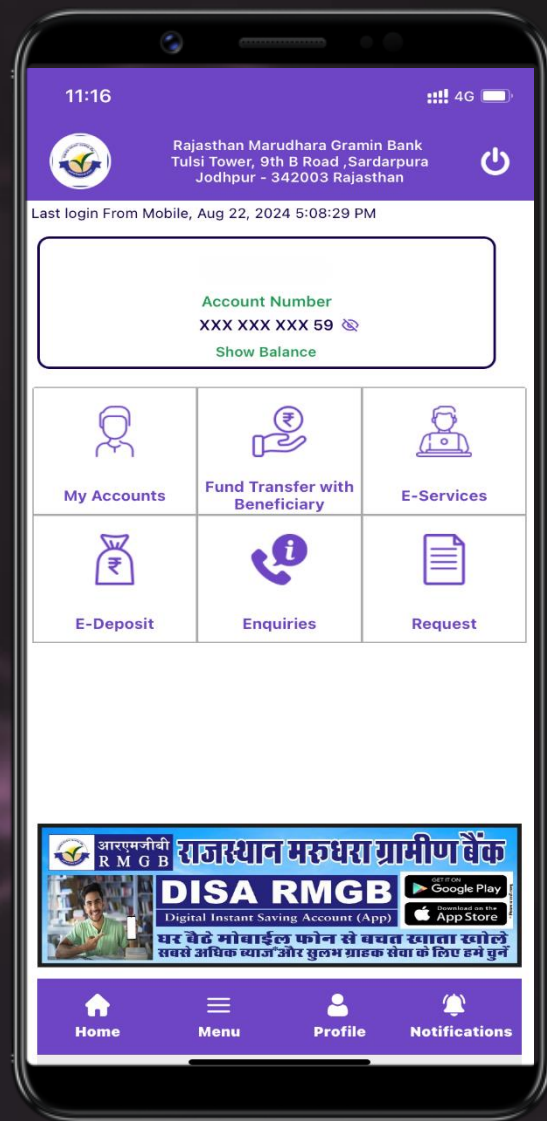 11:16
4G
Rajasthan Marudhara Gramin Bank
Tulsi Tower, 9th B Road ,Sardarpura
Jodhpur - 342003 Rajasthan
Last login From Mobile, Aug 22, 2024 5:08:29 PM
Account Number
XXX XXX XXX 59
Show Balance
My Accounts
Fund Transfer with
Beneficiary
E-Services
E-Deposit
Enquiries
Request
आरएमजीबी
R M G B
राजस्थान मरुधरा ग्रामीण बैंक
DISA RMGB
Digital Instant Saving Account (App)
GET IT ON
Google Play
Download on the
App Store
घर बैठे मोबाईल फोन से बचत खाता खोले
सबसे अधिक ब्याज* और सुलभ ग्राहक सेवा के लिए हमे चुनें
Home
Menu
Profile
Notifications